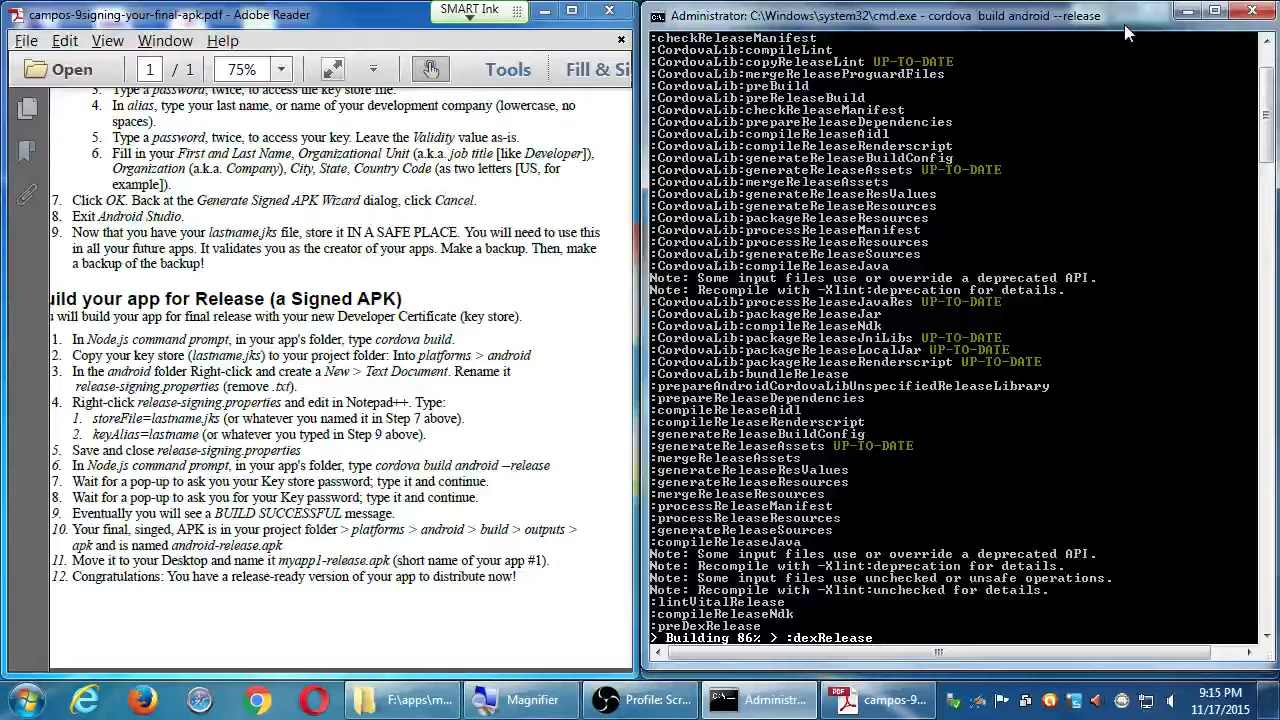 campos-9signing-your-final-apk.pdf - Adobe Reader
SMART Ink
File Edit View Window Help
Open 1 / 1 75% Tools Fill & Si
3. Type a password, twice, to access the key store file.
4. In alias, type your last name, or name of your development company (lowercase, no
spaces).
5. Type a password, twice, to access your key. Leave the Validity value as-is.
6. Fill in your First and Last Name, Organizational Unit (a.k.a. job title [like Developer]),
Organization (a.k.a. Company), City, State, Country Code (as two letters [US, for
example]).
7. Click OK. Back at the Generate Signed APK Wizard dialog, click Cancel.
8. Exit Android Studio.
9. Now that you have your lastname.jks file, store it IN A SAFE PLACE. You will need to use this
in all your future apps. It validates you as the creator of your apps. Make a backup. Then, make
a backup of the backup!
uild your app for Release (a Signed APK)
u will build your app for final release with your new Developer Certificate (key store).
1. In Node.js command prompt, in your app's folder, type cordova build.
2. Copy your key store (lastname.jks) to your project folder: Into platforms > android
3. In the android folder Right-click and create a New > Text Document. Rename it
release-signing.properties (remove .txt).
4. Right-click release-signing.properties and edit in Notepad++. Type:
1. storeFile=lastname.jks (or whatever you named it in Step 7 above).
2. keyAlias=lastname (or whatever you typed in Step 9 above).
5. Save and close release-signing.properties
6. In Node.js command prompt, in your app's folder, type cordova build android --release
7. Wait for a pop-up to ask you your Key store password; type it and continue.
8. Wait for a pop-up to ask you for your Key password; type it and continue.
9. Eventually you will see a BUILD SUCCESSFUL message.
10. Your final, singed, APK is in your project folder > platforms > android > build > outputs >
apk and is named android-release.apk
11. Move it to your Desktop and name it myapp1-release.apk (short name of your app #1).
12. Congratulations: You have a release-ready version of your app to distribute now!
Administrator: C:\Windows\system32\cmd.exe - cordova build android --release
:checkReleaseManifest
:CordovaLib:compileLint
:CordovaLib:copyReleaseLint UP-TO-DATE
:CordovaLib:mergeReleaseProguardFiles
:CordovaLib:preBuild
:CordovaLib:preReleaseBuild
:CordovaLib:checkReleaseManifest
:CordovaLib:prepareReleaseDependencies
:CordovaLib:compileReleaseAidl
:CordovaLib:compileReleaseRenderscript
:CordovaLib:generateReleaseBuildConfig
:CordovaLib:generateReleaseAssets UP-TO-DATE
:CordovaLib:mergeReleaseAssets
:CordovaLib:generateReleaseResValues
:CordovaLib:generateReleaseResources
:CordovaLib:packageReleaseResources
:CordovaLib:processReleaseManifest
:CordovaLib:processReleaseResources
:CordovaLib:generateReleaseSources
:CordovaLib:compileReleaseJava
Note: Some input files use or override a deprecated API.
Note: Recompile with -Xlint:deprecation for details.
:CordovaLib:processReleaseJavaRes UP-TO-DATE
:CordovaLib:packageReleaseJar
:CordovaLib:compileReleaseNdk
:CordovaLib:packageReleaseJniLibs UP-TO-DATE
:CordovaLib:packageReleaseLocalJar UP-TO-DATE
:CordovaLib:packageReleaseRenderscript UP-TO-DATE
:CordovaLib:bundleRelease
:prepareAndroidCordovaLibUnspecifiedReleaseLibrary
:prepareReleaseDependencies
:compileReleaseAidl
:compileReleaseRenderscript
:generateReleaseBuildConfig
:generateReleaseAssets UP-TO-DATE
:mergeReleaseAssets
:generateReleaseResValues
:generateReleaseResources
:mergeReleaseResources
:processReleaseManifest
:processReleaseResources
:generateReleaseSources
:compileReleaseJava
Note: Some input files use or override a deprecated API.
Note: Recompile with -Xlint:deprecation for details.
Note: Some input files use unchecked or unsafe operations.
Note: Recompile with -Xlint:unchecked for details.
:lintVitalRelease
:compileReleaseNdk
:preDexRelease
> Building 86% > :dexRelease
F:\apps\m... Magnifier Profile: Scr... Administr... campos-9... 9:15 PM
11/17/2015